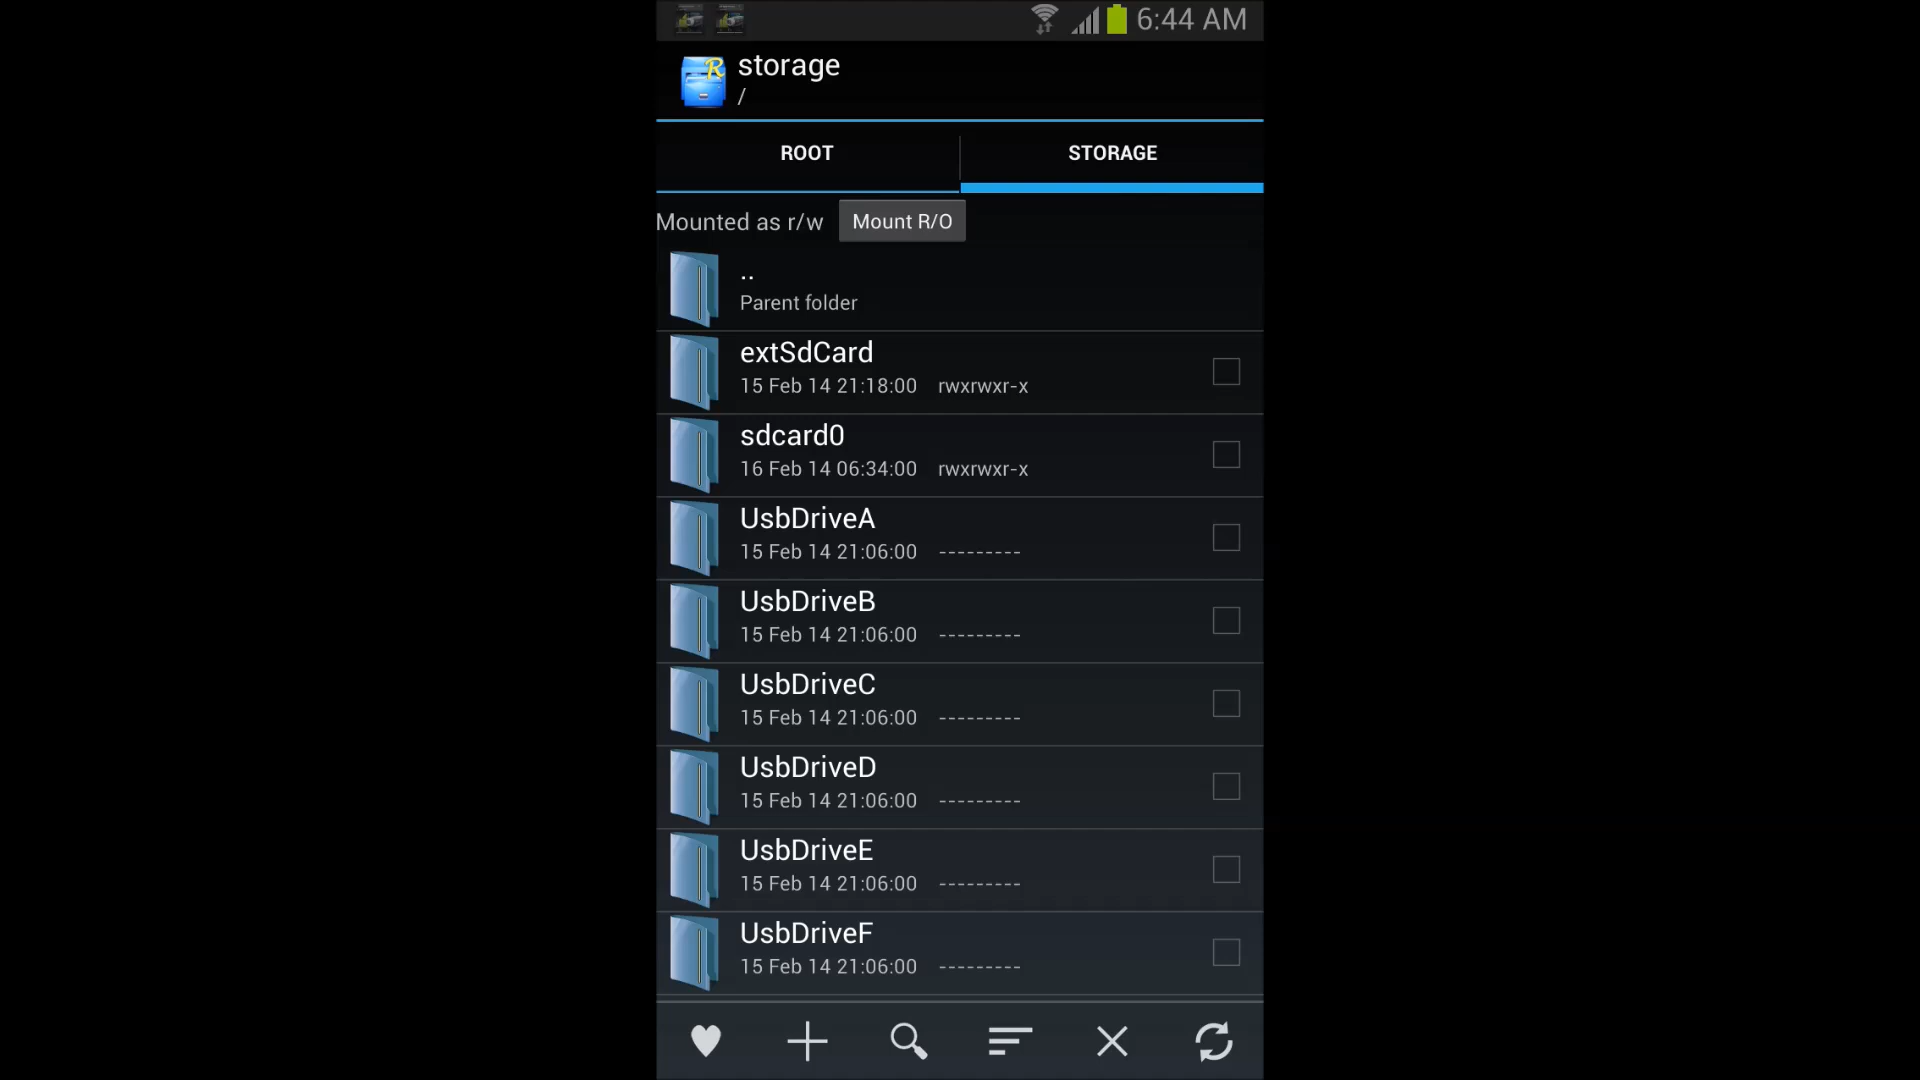 6:44 AM
storage
/
ROOT
STORAGE
Mounted as r/w
Mount R/O
..
Parent folder
extSdCard
15 Feb 14 21:18:00 rwxrwxr-x
sdcard0
16 Feb 14 06:34:00 rwxrwxr-x
UsbDriveA
15 Feb 14 21:06:00 ---------
UsbDriveB
15 Feb 14 21:06:00 ---------
UsbDriveC
15 Feb 14 21:06:00 ---------
UsbDriveD
15 Feb 14 21:06:00 ---------
UsbDriveE
15 Feb 14 21:06:00 ---------
UsbDriveF
15 Feb 14 21:06:00 ---------